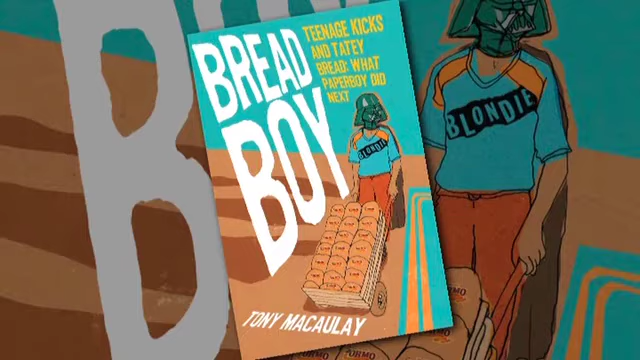 BREAD
BOY
TEENAGE KICKS
AND TATEY
BREAD: WHAT
PAPERBOY DID
NEXT
BLONDIE
TONY MACAULAY
BLONDIE